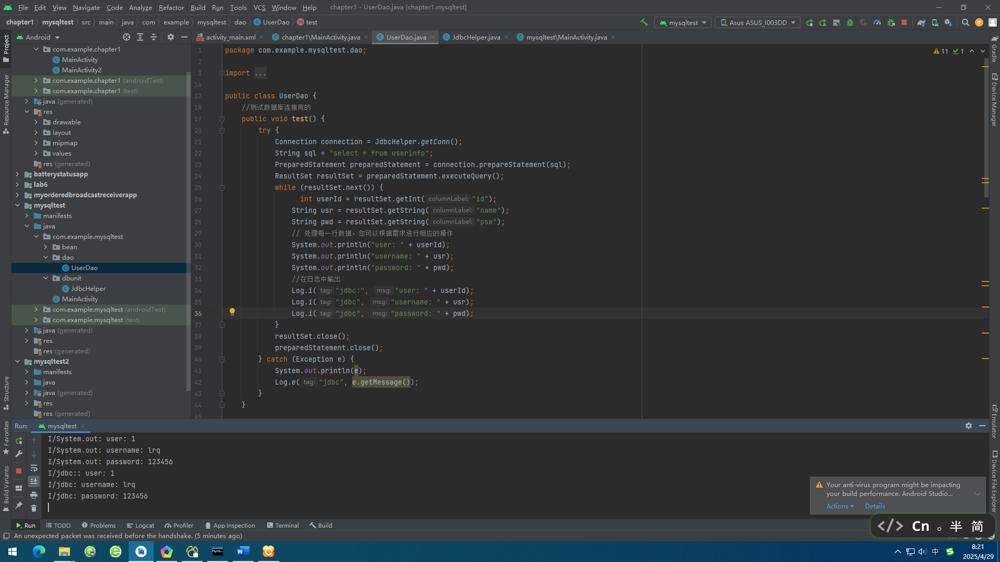 File Edit View Navigate Code Analyze Refactor Build Run Tools VCS Window Help chapter1 - UserDao.java [chapter1.mysqltest]
chapter1 mysqltest src main java com example mysqltest dao UserDao test
mysqltest Asus ASUS_I003DD
Android
activity_main.xml chapter1\MainActivity.java UserDao.java JdbcHelper.java mysqltest\MainActivity.java
Project
Resource Manager
Structure
Favorites
Build Variants
com.example.chapter1
MainActivity
MainActivity2
com.example.chapter1 (androidTest)
com.example.chapter1 (test)
java (generated)
res
drawable
layout
mipmap
values
res (generated)
batterystatusapp
lab6
myorderedbroadcastreceiverapp
mysqltest
manifests
java
com.example.mysqltest
bean
dao
UserDao
dbunit
JdbcHelper
MainActivity
com.example.mysqltest (androidTest)
com.example.mysqltest (test)
java (generated)
res
res (generated)
mysqltest2
manifests
java
java (generated)
res
res (generated)
11 1
1 package com.example.mysqltest.dao;
2
3 import ...
16
17 public class UserDao {
18 //测试数据库连接用的
19 public void test() {
20 try {
21 Connection connection = JdbcHelper.getConn();
22 String sql = "select * from userinfo";
23 PreparedStatement preparedStatement = connection.prepareStatement(sql);
24 ResultSet resultSet = preparedStatement.executeQuery();
25 while (resultSet.next()) {
26 int userId = resultSet.getInt( columnLabel: "id");
27 String usr = resultSet.getString( columnLabel: "name");
28 String pwd = resultSet.getString( columnLabel: "psw");
29 // 处理每一行数据，您可以根据需求进行相应的操作
30 System.out.println("user: " + userId);
31 System.out.println("username: " + usr);
32 System.out.println("password: " + pwd);
33 //在日志中输出
34 Log.i( tag: "jdbc:", msg: "user: " + userId);
35 Log.i( tag: "jdbc", msg: "username: " + usr);
36 Log.i( tag: "jdbc", msg: "password: " + pwd);
37 }
38 resultSet.close();
39 preparedStatement.close();
40 } catch (Exception e) {
41 System.out.println(e);
42 Log.e( tag: "jdbc", e.getMessage());
43 }
44 }
45
Gradle
Device Manager
Emulator
Device File Explorer
Run: mysqltest
I/System.out: user: 1
I/System.out: username: lrq
I/System.out: password: 123456
I/jdbc:: user: 1
I/jdbc: username: lrq
I/jdbc: password: 123456
Your anti-virus program might be impacting
your build performance. Android Studio...
Actions Details
Run TODO Problems Logcat Profiler App Inspection Terminal Build
An unexpected packet was received before the handshake. (5 minutes ago)
</> Cn 。 半 简
中
8:21
2025/4/29